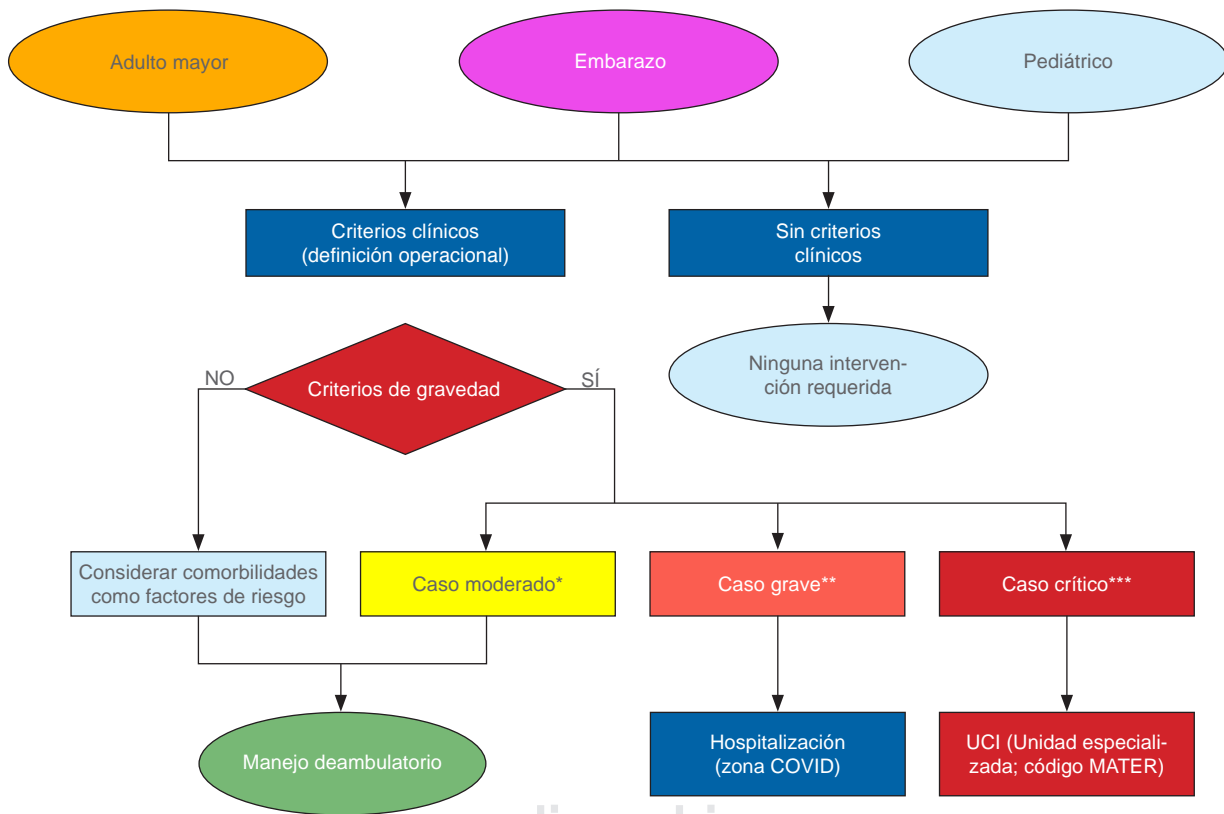 Adulto mayor
Embarazo
Pediátrico
Criterios clínicos
(definición operacional)
Sin criterios
clínicos
Ninguna interven-
ción requerida
NO
Criterios de gravedad
SÍ
Considerar comorbilidades
como factores de riesgo
Caso moderado*
Caso grave**
Caso crítico***
Manejo deambulatorio
Hospitalización
(zona COVID)
UCI (Unidad especiali-
zada; código MATER)